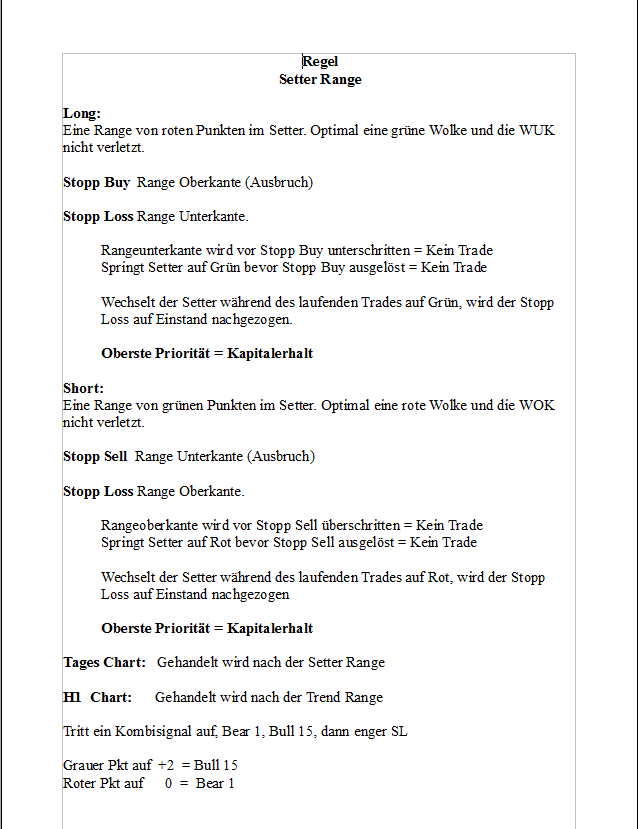 Regel
Setter Range
Long:
Eine Range von roten Punkten im Setter. Optimal eine grüne Wolke und die WUK
nicht verletzt.
Stopp Buy Range Oberkante (Ausbruch)
Stopp Loss Range Unterkante.
Rangeunterkante wird vor Stopp Buy unterschritten = Kein Trade
Springt Setter auf Grün bevor Stopp Buy ausgelöst = Kein Trade
Wechselt der Setter während des laufenden Trades auf Grün, wird der Stopp
Loss auf Einstand nachgezogen.
Oberste Priorität = Kapitalerhalt
Short:
Eine Range von grünen Punkten im Setter. Optimal eine rote Wolke und die WOK
nicht verletzt.
Stopp Sell Range Unterkante (Ausbruch)
Stopp Loss Range Oberkante.
Rangeoberkante wird vor Stopp Sell überschritten = Kein Trade
Springt Setter auf Rot bevor Stopp Sell ausgelöst = Kein Trade
Wechselt der Setter während des laufenden Trades auf Rot, wird der Stopp
Loss auf Einstand nachgezogen
Oberste Priorität = Kapitalerhalt
Tages Chart: Gehandelt wird nach der Setter Range
H1 Chart: Gehandelt wird nach der Trend Range
Tritt ein Kombisignal auf, Bear 1, Bull 15, dann enger SL
Grauer Pkt auf +2 = Bull 15
Roter Pkt auf 0 = Bear 1